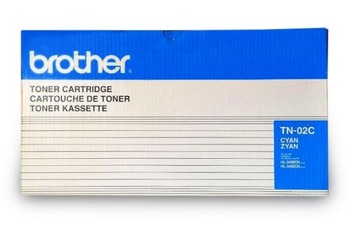 brother
TONER CARTRIDGE
CARTOUCHE DE TONER
TONER KASSETTE
TN-02C
CYAN
ZYAN